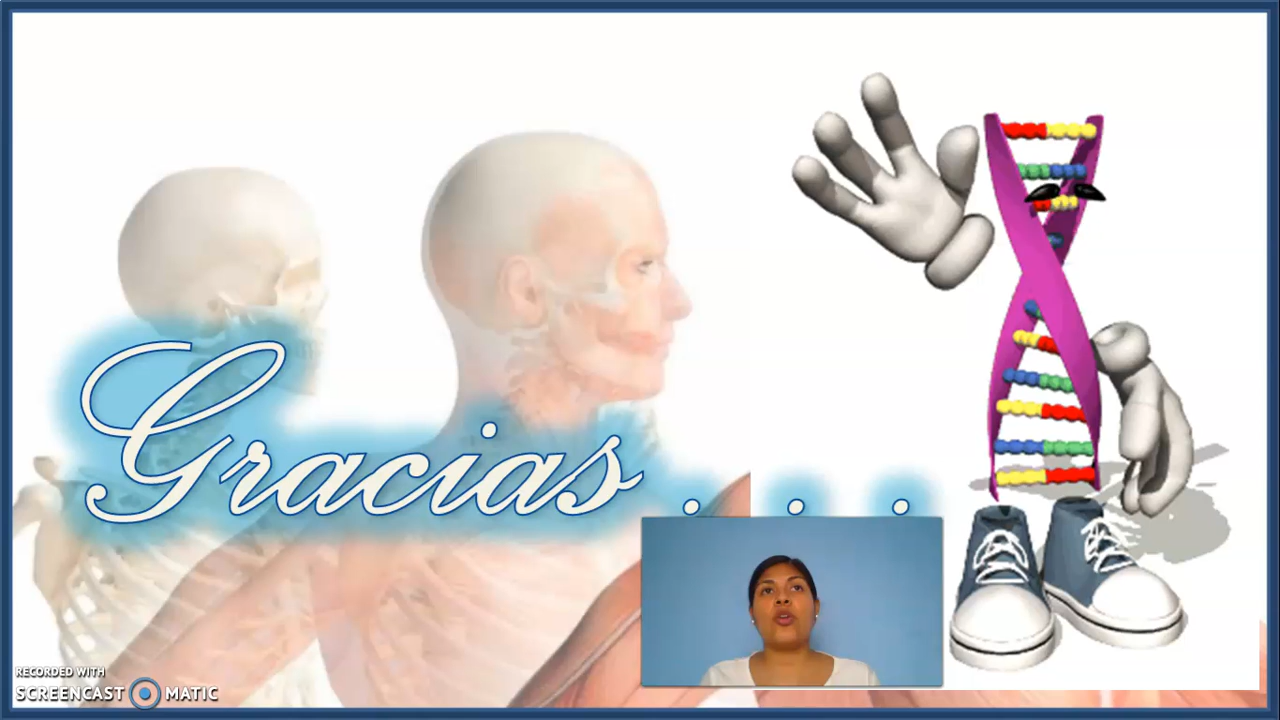 Gracias . . .
RECORDED WITH
SCREENCAST MATIC